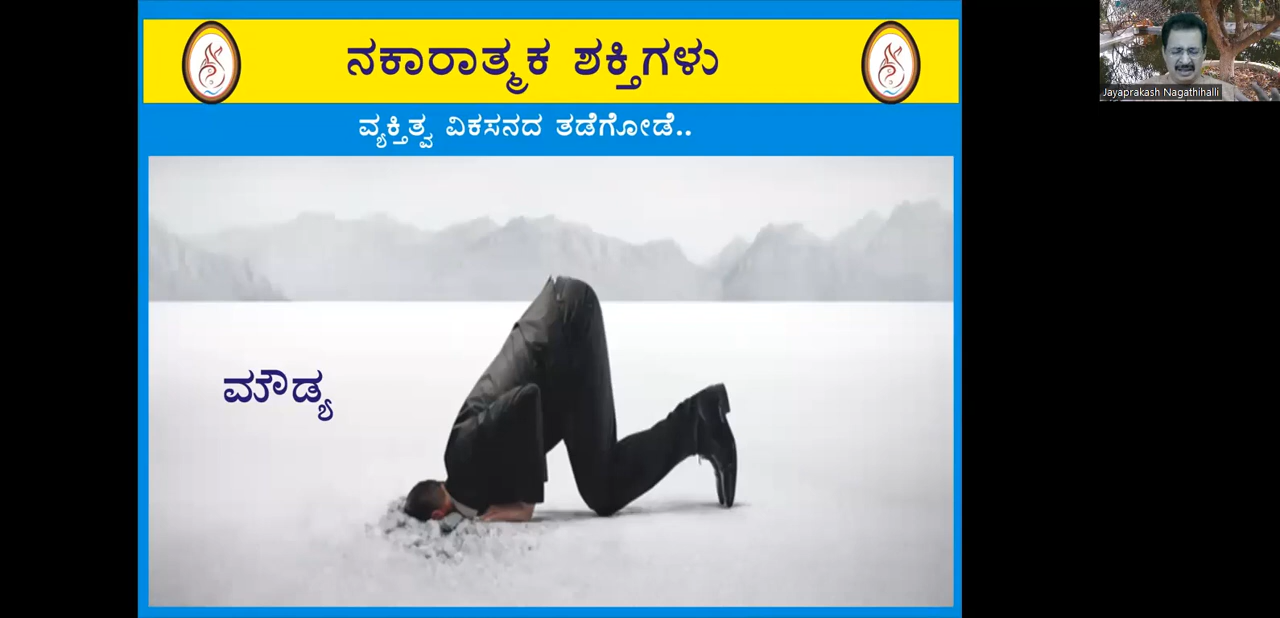 ನಕಾರಾತ್ಮಕ ಶಕ್ತಿಗಳು
ವ್ಯಕ್ತಿತ್ವ ವಿಕಸನದ ತಡೆಗೋಡೆ..
ಮೌಡ್ಯ
Jayaprakash Nagathihalli